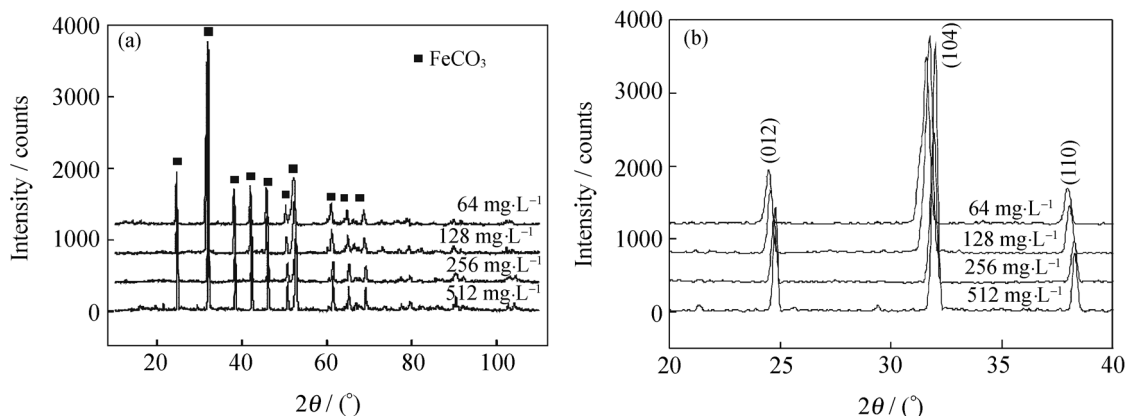 (a)
■ FeCO₃
Intensity / counts
4000
3000
2000
1000
0
64 mg·L⁻¹
128 mg·L⁻¹
256 mg·L⁻¹
512 mg·L⁻¹
20
40
60
80
100
2θ / (°)
(b)
Intensity / counts
4000
3000
2000
1000
0
(012)
(104)
(110)
64 mg·L⁻¹
128 mg·L⁻¹
256 mg·L⁻¹
512 mg·L⁻¹
20
25
30
35
40
2θ / (°)